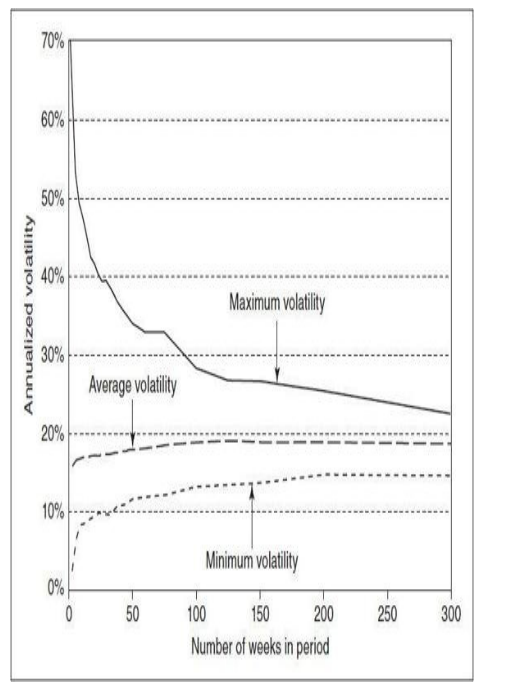 70%
60%
50%
40%
30%
20%
10%
0%
Annualized volatility
Maximum volatility
Average volatility
Minimum volatility
0 50 100 150 200 250 300
Number of weeks in period